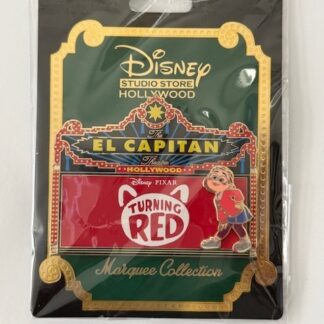 Disney
STUDIO STORE
HOLLYWOOD
The
EL CAPITAN
Theatre
HOLLYWOOD
DISNEY PIXAR
TURNING
RED
Marquee Collection